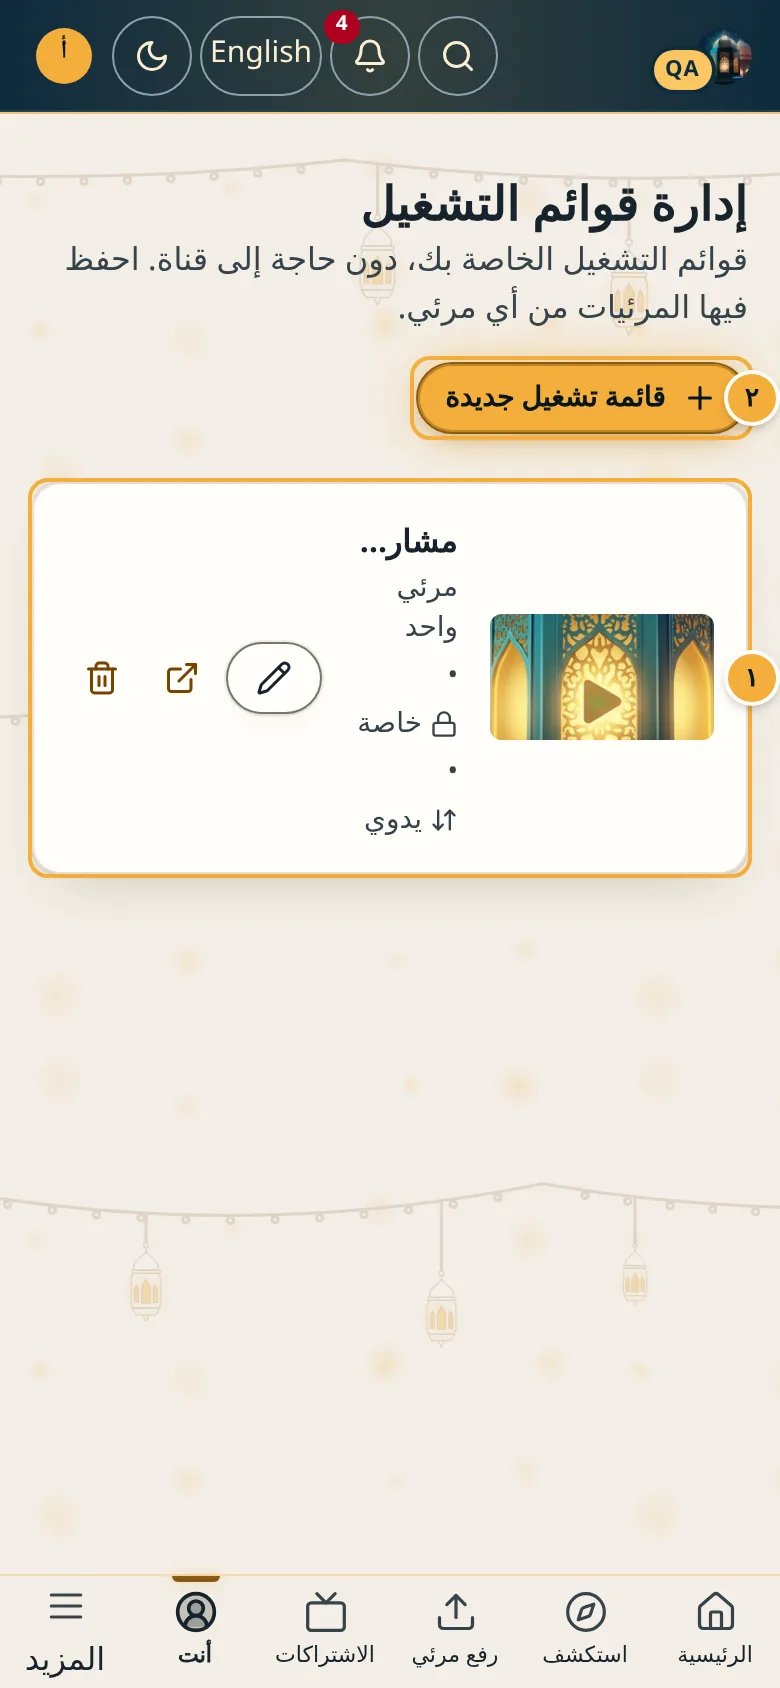 QA
4
English
أ
إدارة قوائم التشغيل
قوائم التشغيل الخاصة بك، دون حاجة إلى قناة. احفظ
فيها المرئيات من أي مرئي.
قائمة تشغيل جديدة
٢
مشار...
مرئي
واحد
•
خاصة
•
يدوي
١
الرئيسية
استكشف
رفع مرئي
الاشتراكات
أنت
المزيد